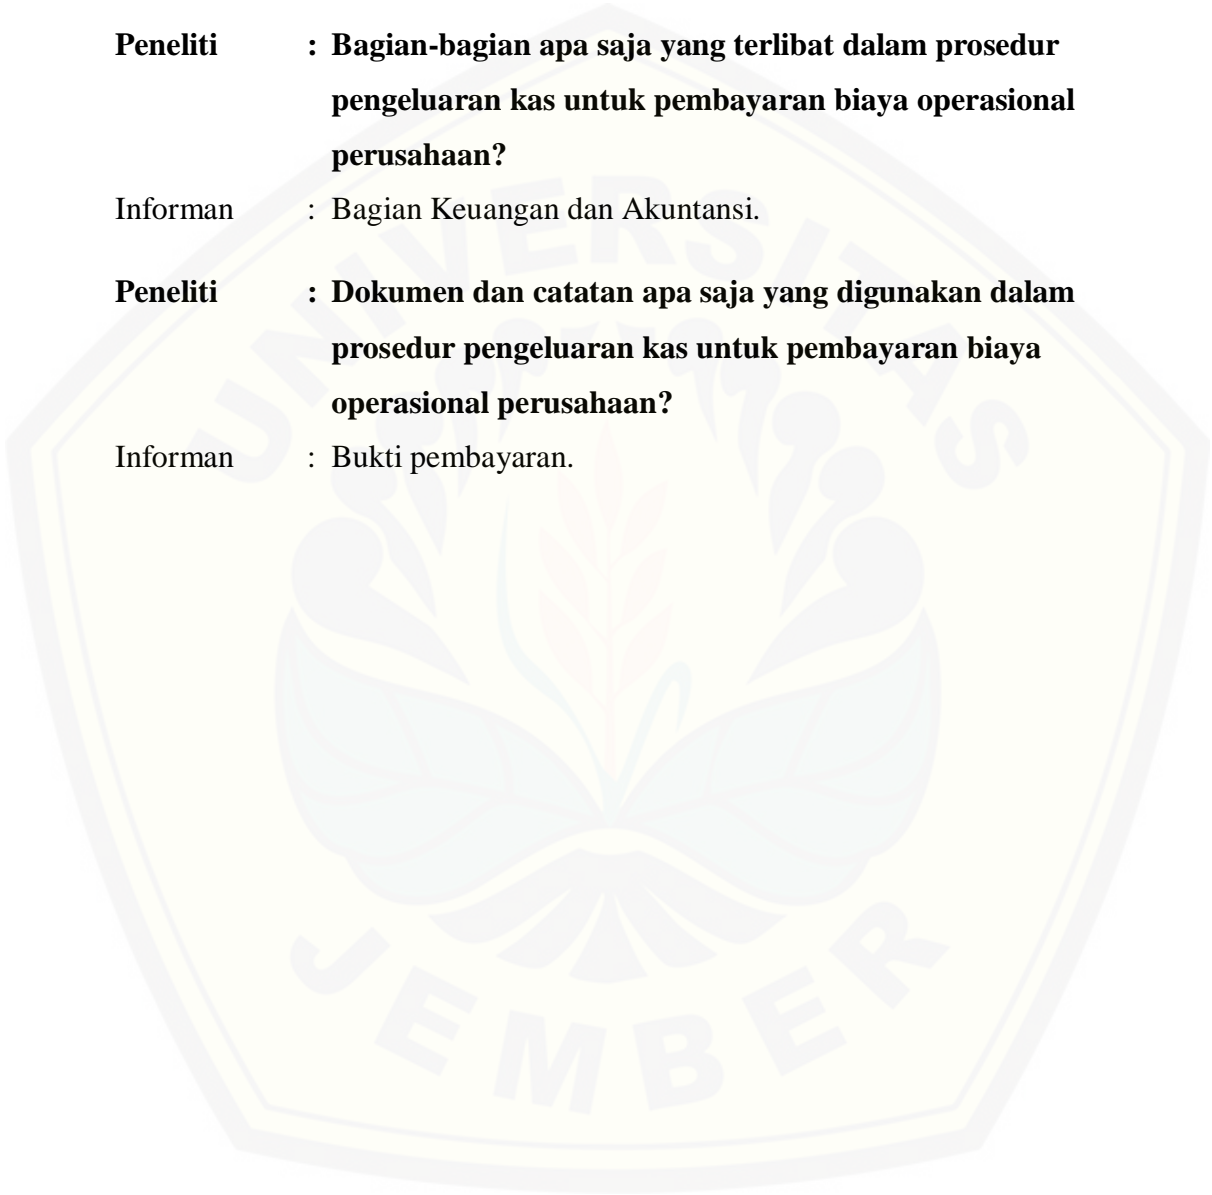 Peneliti : Bagian-bagian apa saja yang terlibat dalam prosedur
pengeluaran kas untuk pembayaran biaya operasional
perusahaan?
Informan : Bagian Keuangan dan Akuntansi.
Peneliti : Dokumen dan catatan apa saja yang digunakan dalam
prosedur pengeluaran kas untuk pembayaran biaya
operasional perusahaan?
Informan : Bukti pembayaran.
UNIVERSITAS
JEMBER